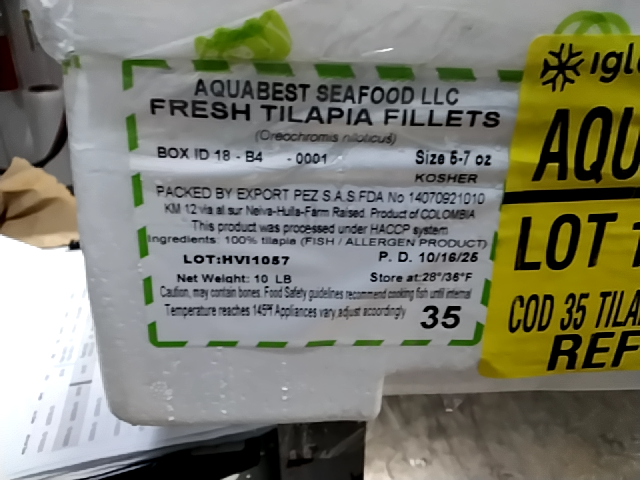 AQUABEST SEAFOOD LLC
FRESH TILAPIA FILLETS
(Oreochromis niloticus)
BOX ID 18 - B4 - 0001 Size 5-7 oz
KOSHER
PACKED BY EXPORT PEZ S.A.S.FDA No 14070921010
KM 12 via al sur Neiva-Huila-Farm Raised. Product of COLOMBIA
This product was processed under HACCP system
Ingredients: 100% tilapia (FISH / ALLERGEN PRODUCT)
LOT:HVI1057 P. D. 10/16/25
Net Weight: 10 LB Store at:28°/36°F
Caution, may contain bones. Food Safety guidelines recommend cooking fish until internal
Temperature reaches 145°F Appliances vary adjust accordingly 35
igl
AQU
LOT
COD 35 TILA
REF